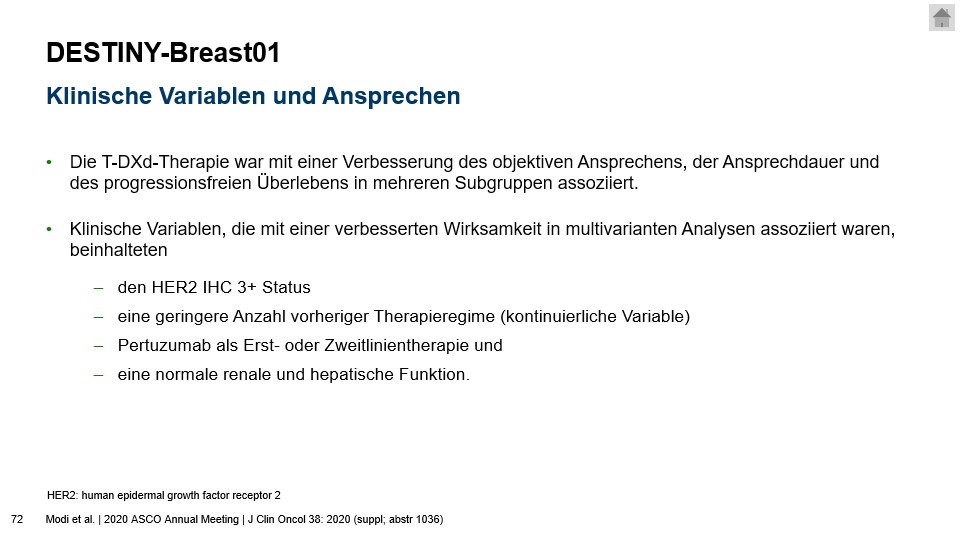 DESTINY-Breast01
Klinische Variablen und Ansprechen
• Die T-DXd-Therapie war mit einer Verbesserung des objektiven Ansprechens, der Ansprechdauer und
des progressionsfreien Überlebens in mehreren Subgruppen assoziiert.
• Klinische Variablen, die mit einer verbesserten Wirksamkeit in multivarianten Analysen assoziiert waren,
beinhalteten
– den HER2 IHC 3+ Status
– eine geringere Anzahl vorheriger Therapieregime (kontinuierliche Variable)
– Pertuzumab als Erst- oder Zweitlinientherapie und
– eine normale renale und hepatische Funktion.
HER2: human epidermal growth factor receptor 2
72 Modi et al. | 2020 ASCO Annual Meeting | J Clin Oncol 38: 2020 (suppl; abstr 1036)